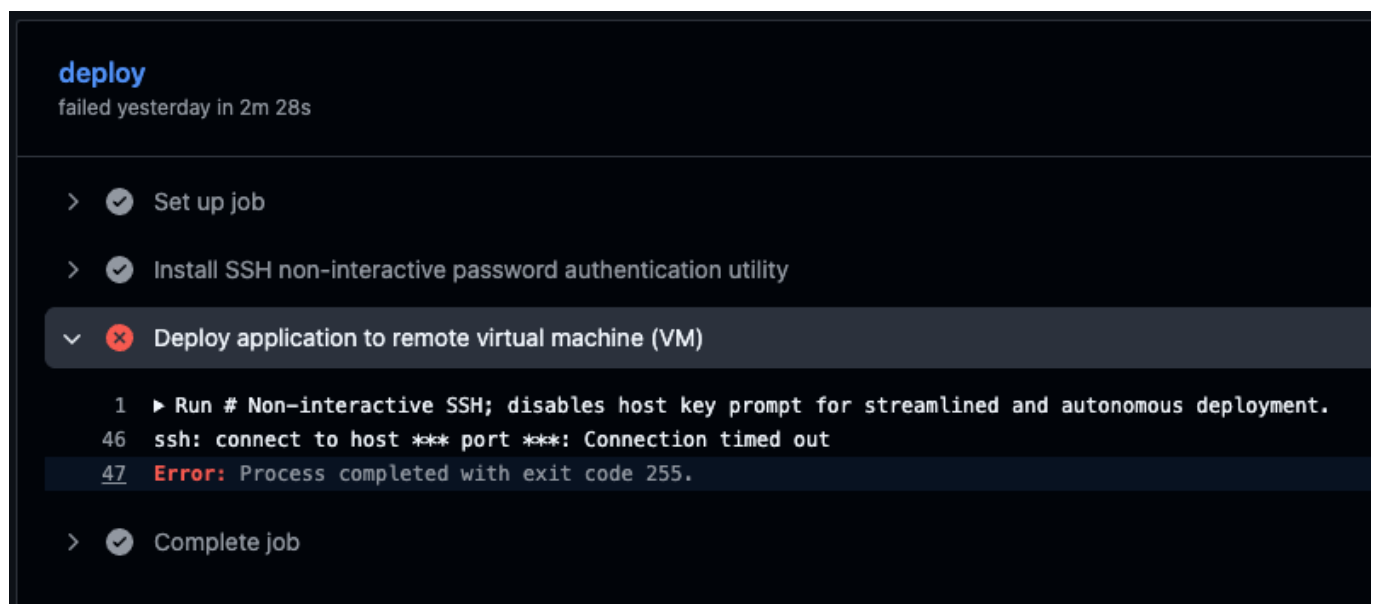 deploy
failed yesterday in 2m 28s
Set up job
Install SSH non-interactive password authentication utility
Deploy application to remote virtual machine (VM)
1 ▶ Run # Non-interactive SSH; disables host key prompt for streamlined and autonomous deployment.
46 ssh: connect to host *** port ***: Connection timed out
47 Error: Process completed with exit code 255.
Complete job